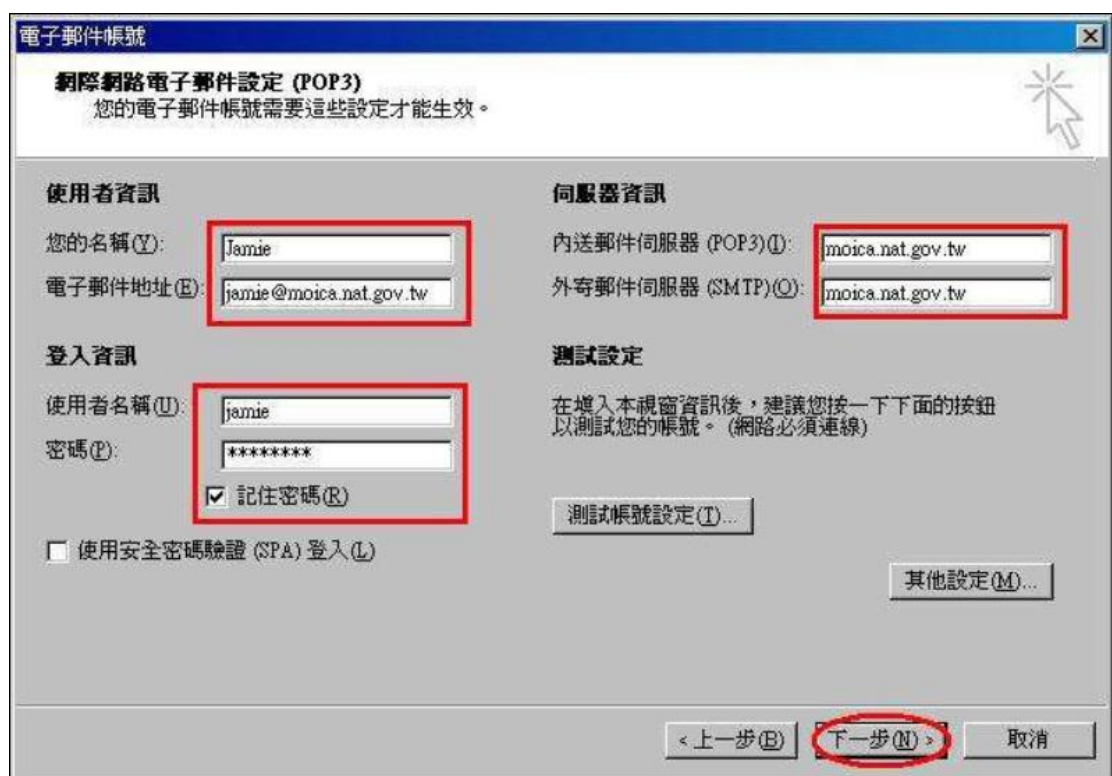 電子郵件帳號
網際網路電子郵件設定 (POP3)
您的電子郵件帳號需要這些設定才能生效。
使用者資訊
您的名稱(Y):
Jamie
電子郵件地址(E):
jamie@moica.nat.gov.tw
伺服器資訊
內送郵件伺服器 (POP3)(I):
moica.nat.gov.tw
外寄郵件伺服器 (SMTP)(O):
moica.nat.gov.tw
登入資訊
使用者名稱(U):
jamie
密碼(P):
********
記住密碼(R)
使用安全密碼驗證 (SPA) 登入(L)
測試設定
在填入本視窗資訊後，建議您按一下下面的按鈕
以測試您的帳號。(網路必須連線)
測試帳號設定(T)...
其他設定(M)...
<上一步(B)
下一步(N)>
取消